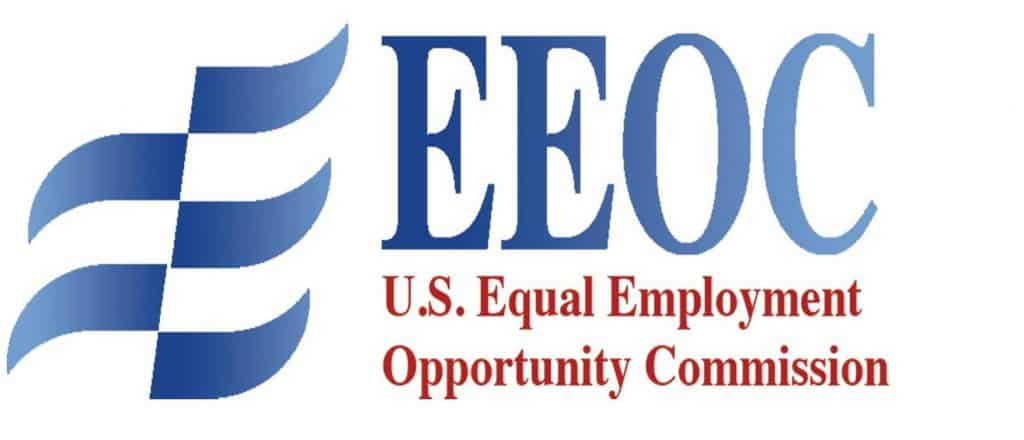 EEOC
U.S. Equal Employment
Opportunity Commission